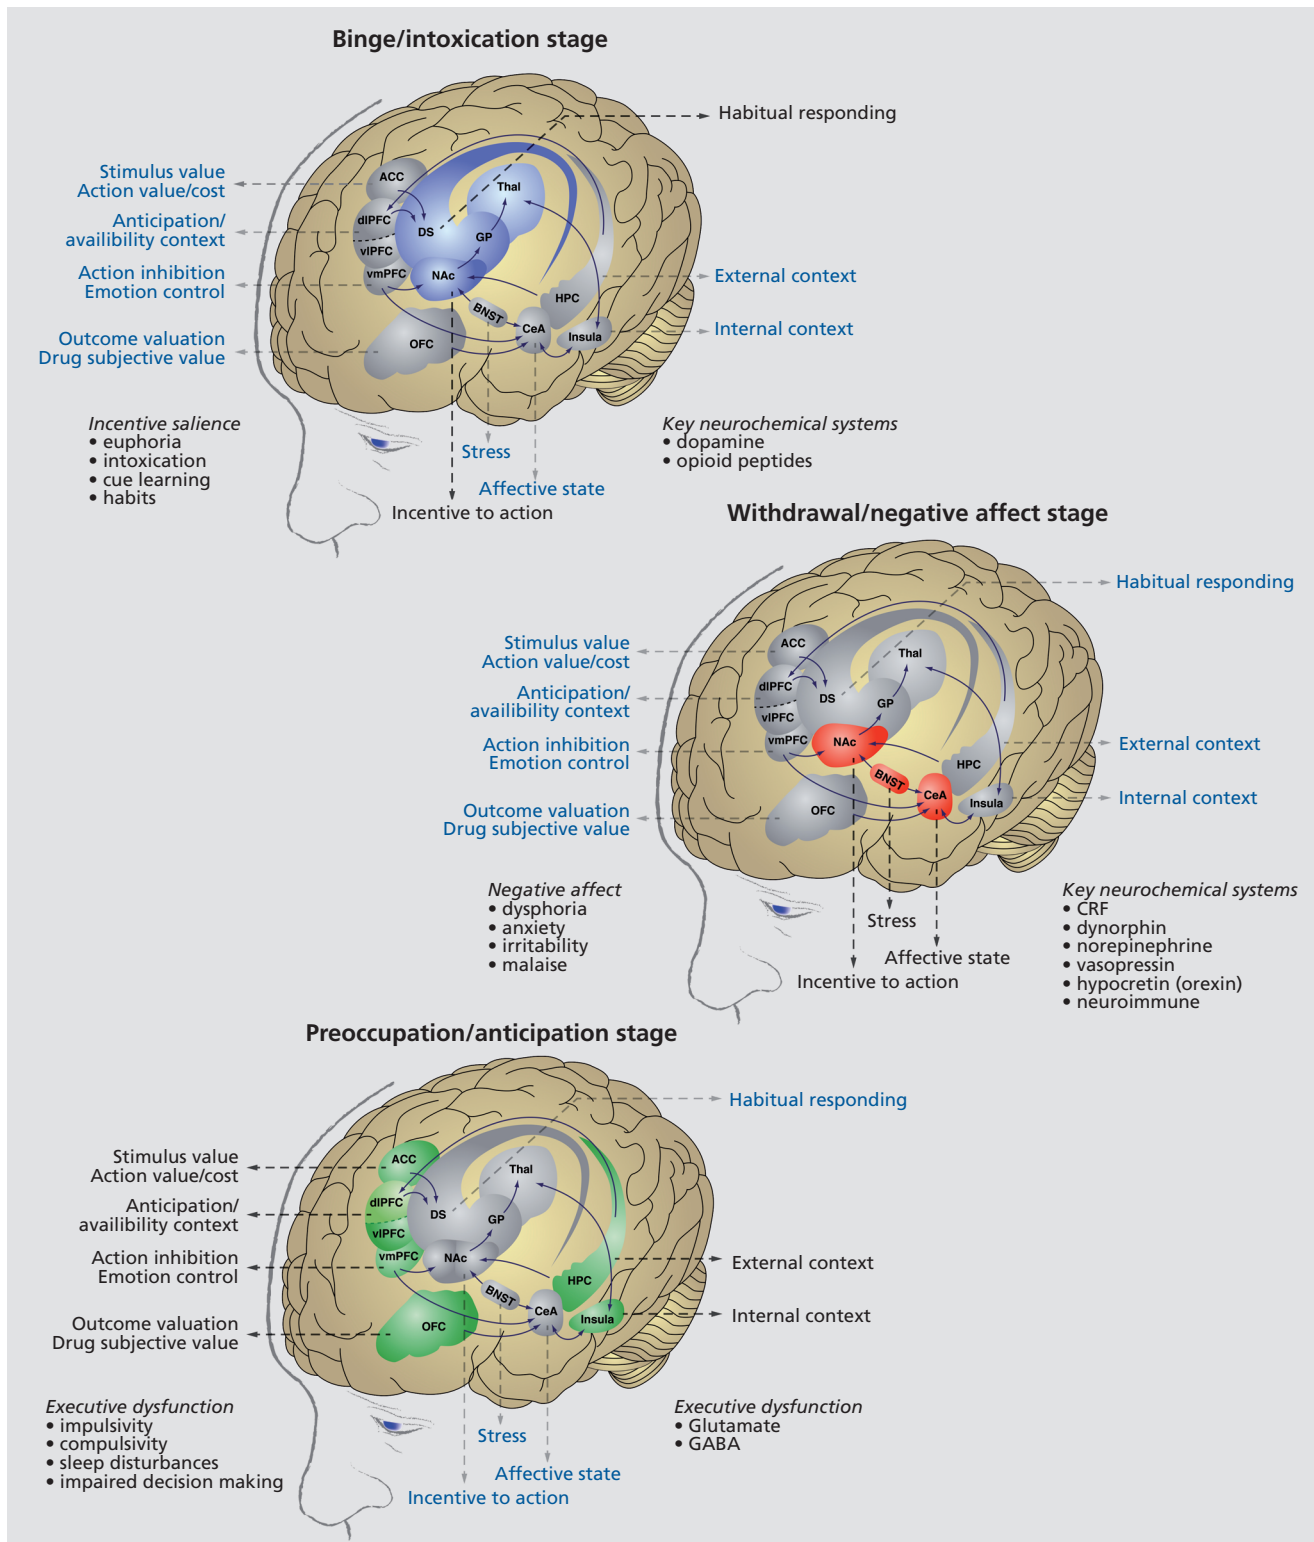 Binge/intoxication stage
Habitual responding
Stimulus value
Action value/cost
Anticipation/
availibility context
Action inhibition
Emotion control
Outcome valuation
Drug subjective value
ACC
dlPFC
vlPFC
vmPFC
OFC
DS
GP
Thal
NAc
BNST
CeA
HPC
Insula
External context
Internal context
Incentive salience
• euphoria
• intoxication
• cue learning
• habits
Stress
Affective state
Incentive to action
Key neurochemical systems
• dopamine
• opioid peptides
Withdrawal/negative affect stage
Habitual responding
Stimulus value
Action value/cost
Anticipation/
availibility context
Action inhibition
Emotion control
Outcome valuation
Drug subjective value
ACC
dlPFC
vlPFC
vmPFC
OFC
DS
GP
Thal
NAc
BNST
CeA
HPC
Insula
External context
Internal context
Negative affect
• dysphoria
• anxiety
• irritability
• malaise
Stress
Affective state
Incentive to action
Key neurochemical systems
• CRF
• dynorphin
• norepinephrine
• vasopressin
• hypocretin (orexin)
• neuroimmune
Preoccupation/anticipation stage
Habitual responding
Stimulus value
Action value/cost
Anticipation/
availibility context
Action inhibition
Emotion control
Outcome valuation
Drug subjective value
ACC
dlPFC
vlPFC
vmPFC
OFC
DS
GP
Thal
NAc
BNST
CeA
HPC
Insula
External context
Internal context
Executive dysfunction
• impulsivity
• compulsivity
• sleep disturbances
• impaired decision making
Stress
Affective state
Incentive to action
Executive dysfunction
• Glutamate
• GABA